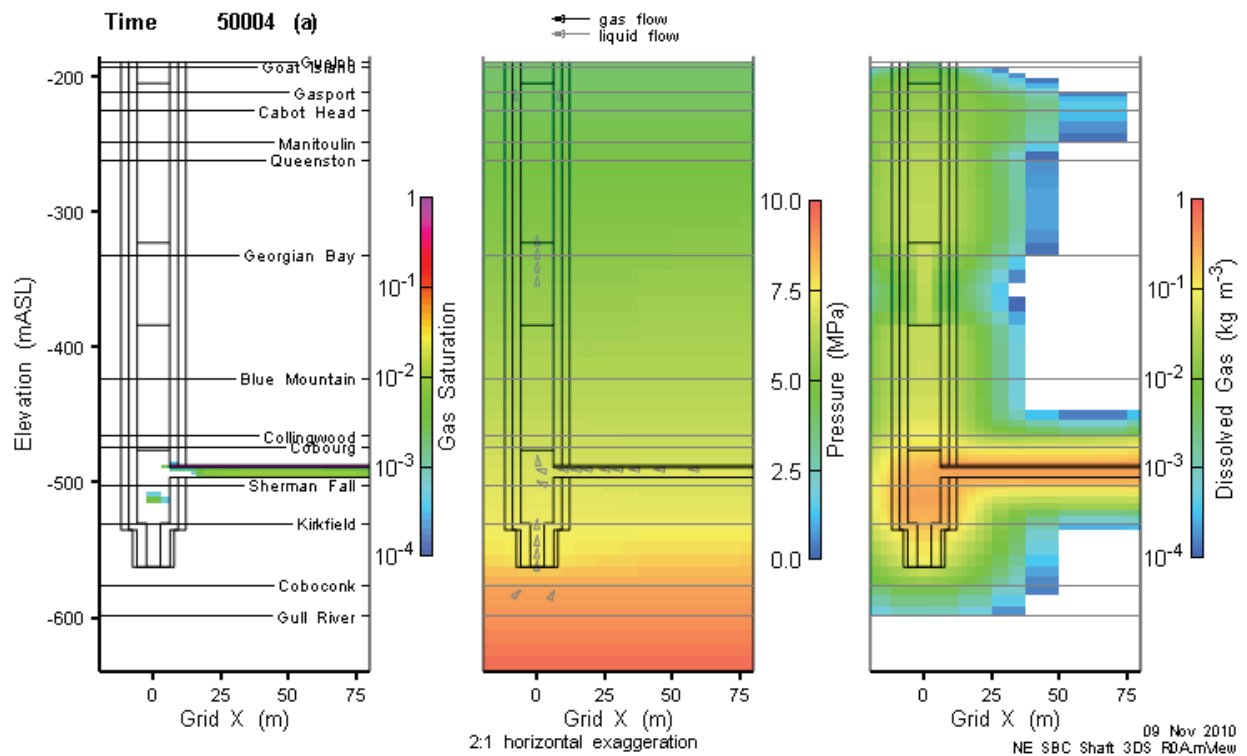 Time 50004 (a)
gas flow
liquid flow
Guelph
Goat Island
Gasport
Cabot Head
Manitoulin
Queenston
Georgian Bay
Blue Mountain
Collingwood
Cobourg
Sherman Fall
Kirkfield
Coboconk
Gull River
-200
-300
-400
-500
-600
Elevation (mASL)
0 25 50 75
Grid X (m)
1
10-1
10-2
10-3
10-4
Gas Saturation
0 25 50 75
Grid X (m)
2:1 horizontal exaggeration
10.0
7.5
5.0
2.5
0.0
Pressure (MPa)
0 25 50 75
Grid X (m)
1
10-1
10-2
10-3
10-4
Dissolved Gas (kg m-3)
09 Nov 2010
NE SBC Shaft 3DS R0A.mView